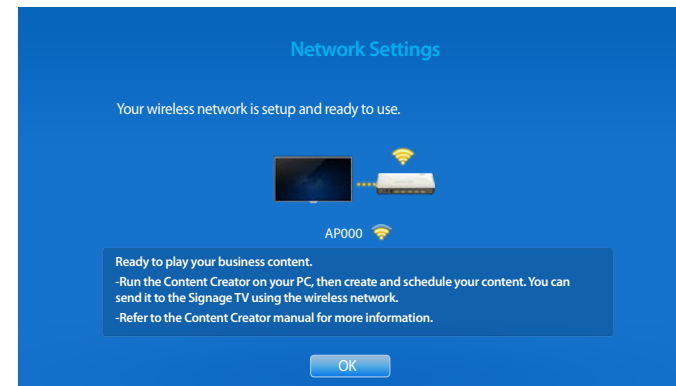 Network Settings
Your wireless network is setup and ready to use.
AP000
Ready to play your business content.
-Run the Content Creator on your PC, then create and schedule your content. You can
send it to the Signage TV using the wireless network.
-Refer to the Content Creator manual for more information.
OK